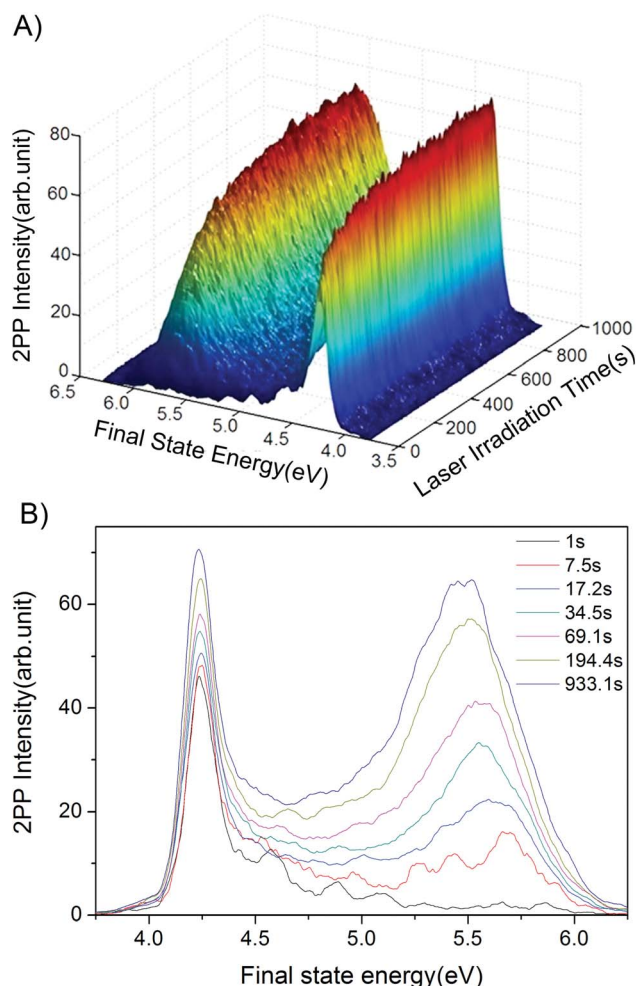 A)
2PP Intensity(arb.unit)
80
60
40
20
0
6.5
6.0
5.5
5.0
4.5
4.0
3.5
Final State Energy(eV)
0
200
400
600
800
1000
Laser Irradiation Time(s)
B)
2PP Intensity (arb.unit)
60
40
20
0
1s
7.5s
17.2s
34.5s
69.1s
194.4s
933.1s
4.0 4.5 5.0 5.5 6.0
Final state energy(eV)